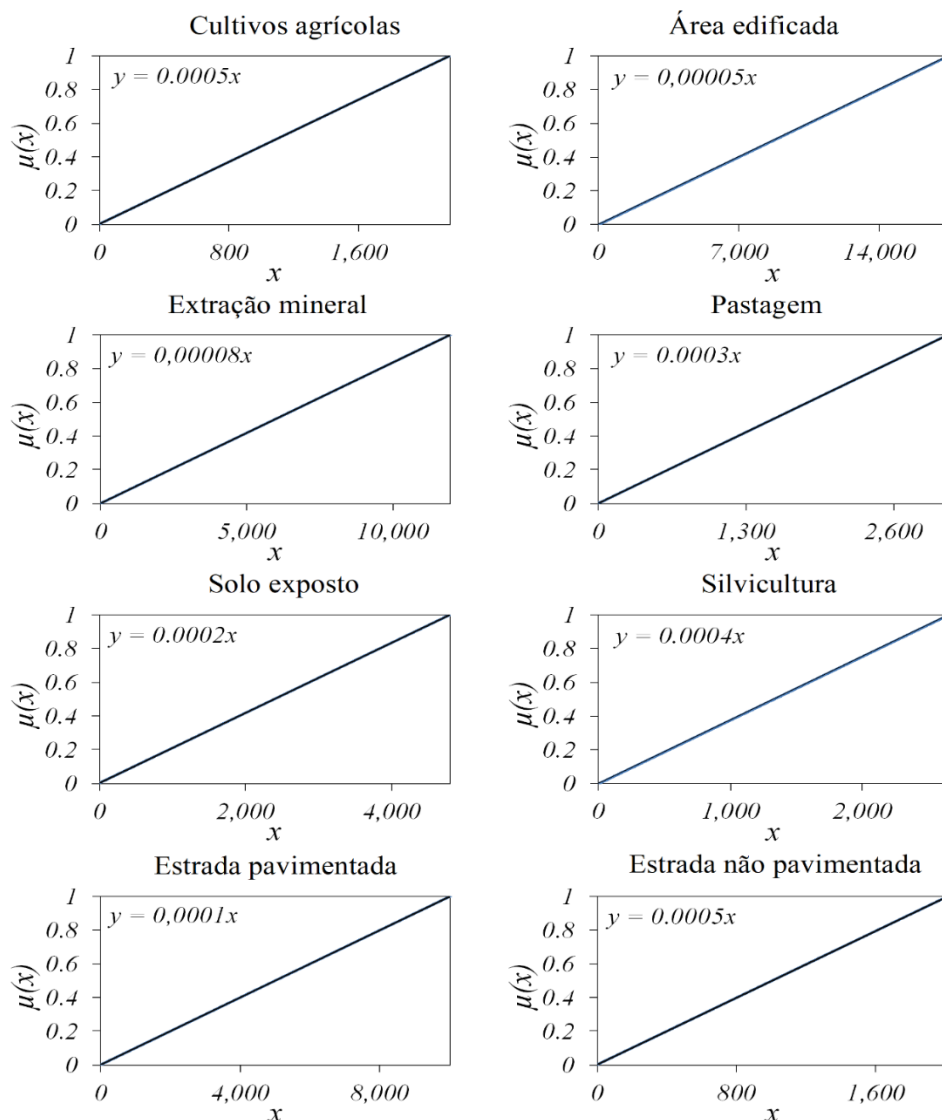 Cultivos agrícolas
y = 0.0005x
μ(x)
1
0.8
0.6
0.4
0.2
0
0 800 1,600
x
Área edificada
y = 0,00005x
μ(x)
1
0.8
0.6
0.4
0.2
0
0 7,000 14,000
x
Extração mineral
y = 0,00008x
μ(x)
1
0.8
0.6
0.4
0.2
0
0 5,000 10,000
x
Pastagem
y = 0.0003x
μ(x)
1
0.8
0.6
0.4
0.2
0
0 1,300 2,600
x
Solo exposto
y = 0.0002x
μ(x)
1
0.8
0.6
0.4
0.2
0
0 2,000 4,000
x
Silvicultura
y = 0.0004x
μ(x)
1
0.8
0.6
0.4
0.2
0
0 1,000 2,000
x
Estrada pavimentada
y = 0,0001x
μ(x)
1
0.8
0.6
0.4
0.2
0
0 4,000 8,000
x
Estrada não pavimentada
y = 0.0005x
μ(x)
1
0.8
0.6
0.4
0.2
0
0 800 1,600
x